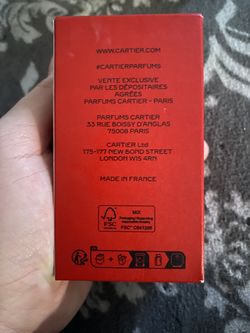 WWW.CARTIER.COM
#CARTIERPARFUMS
VENTE EXCLUSIVE
PAR LES DÉPOSITAIRES
AGRÉÉS
PARFUMS CARTIER - PARIS
PARFUMS CARTIER
33 RUE BOISSY D'ANGLAS
75008 PARIS
CARTIER Ltd
175-177 NEW BOND STREET
LONDON W1S 4RN
MADE IN FRANCE
FSC
MIX